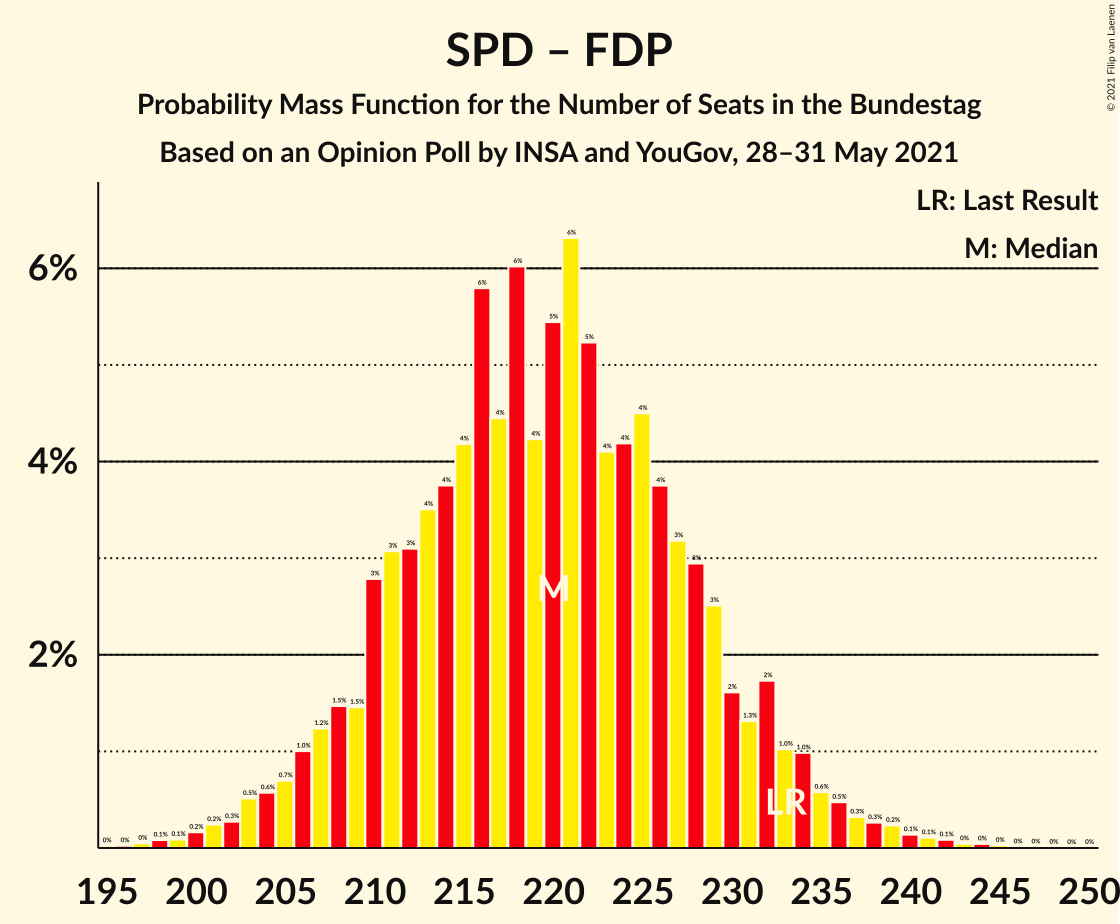 SPD – FDP
Probability Mass Function for the Number of Seats in the Bundestag
Based on an Opinion Poll by INSA and YouGov, 28–31 May 2021
© 2021 Filip van Laenen
LR: Last Result
M: Median
6%
4%
2%
0% 0% 0% 0.1% 0.1% 0.2% 0.2% 0.3% 0.5% 0.6% 0.7% 1.0% 1.2% 1.5% 1.5% 3% 3% 3% 4% 4% 4% 6% 4% 6% 4% 5% 6% 5% 4% 4% 4% 4% 3% 3% 3% 2% 1.3% 2% 1.0% 1.0% 0.6% 0.5% 0.3% 0.3% 0.2% 0.1% 0.1% 0.1% 0% 0% 0% 0% 0% 0% 0% 0%
M
LR
195 200 205 210 215 220 225 230 235 240 245 250